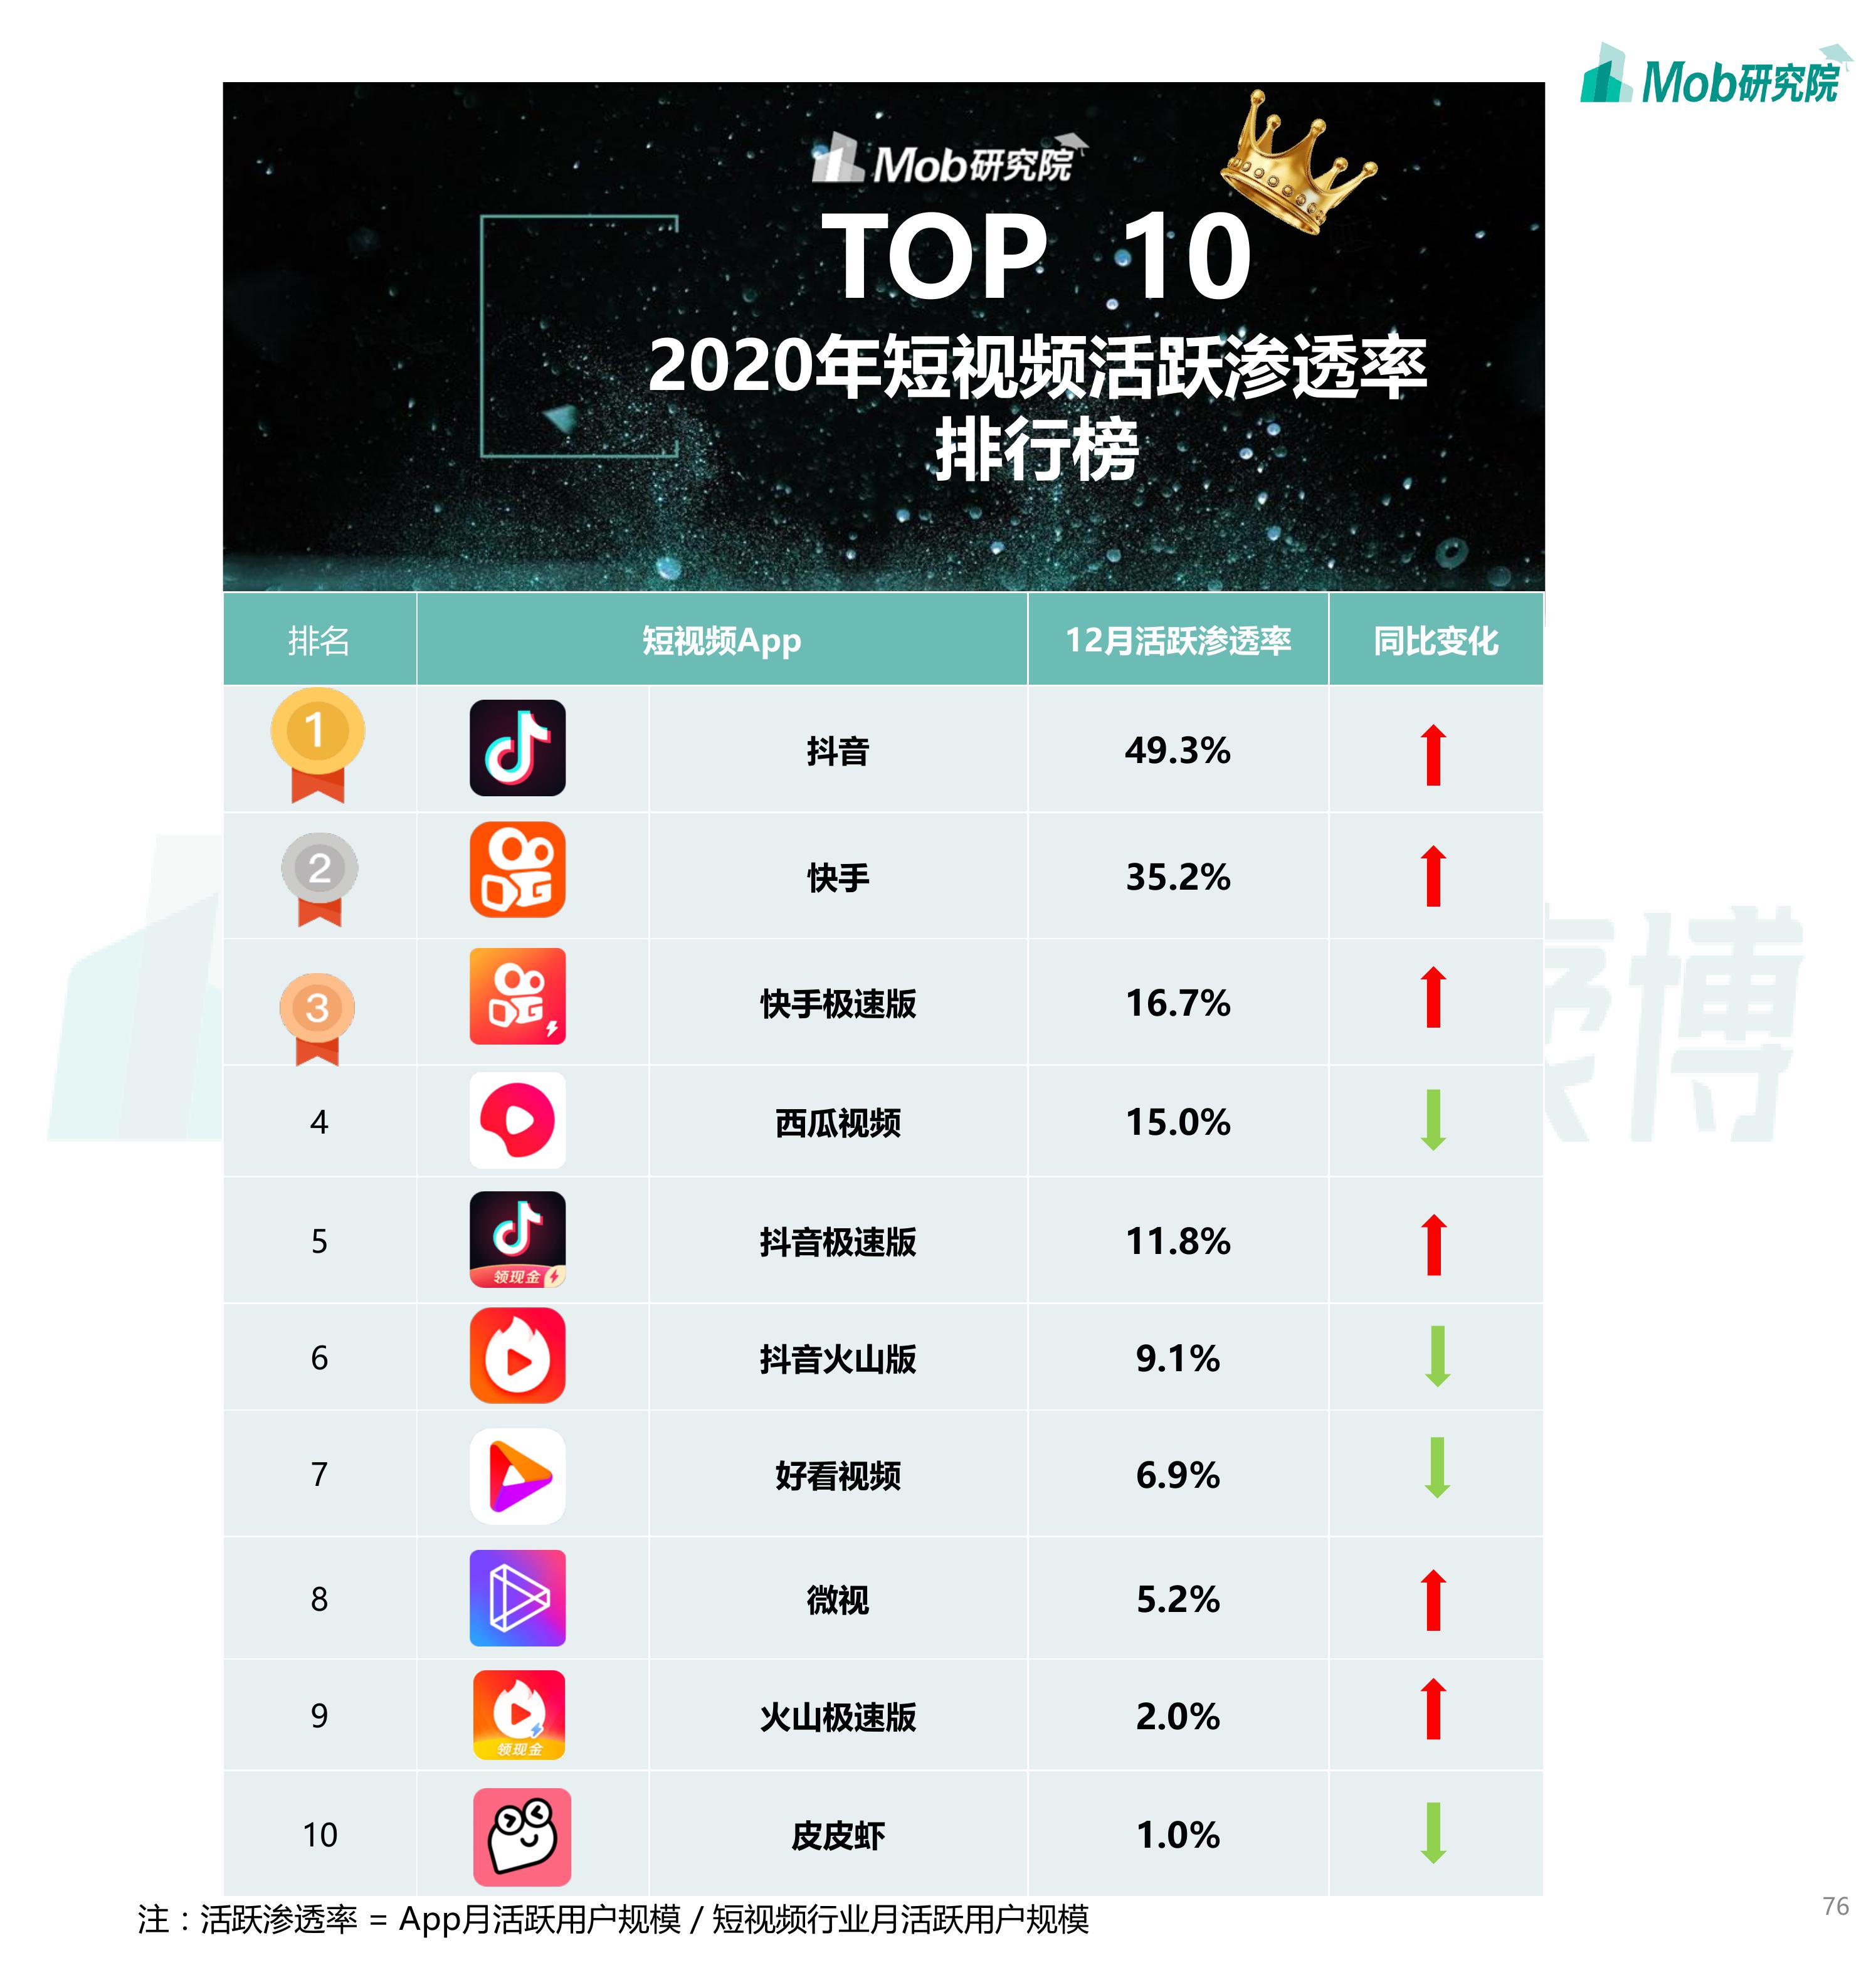 Mob研究院
Mob研究院
TOP 10
2020年短视频活跃渗透率
排行榜
排名 短视频App 12月活跃渗透率 同比变化
1 抖音 49.3%
2 快手 35.2%
3 快手极速版 16.7%
4 西瓜视频 15.0%
5 领现金 抖音极速版 11.8%
6 抖音火山版 9.1%
7 好看视频 6.9%
8 微视 5.2%
9 领现金 火山极速版 2.0%
10 皮皮虾 1.0%
博
注：活跃渗透率 = App月活跃用户规模 / 短视频行业月活跃用户规模
76